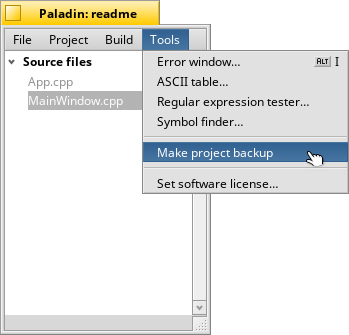 Paladin: readme
File Project Build Tools
Source files
App.cpp
MainWindow.cpp
Error window... ALT I
ASCII table...
Regular expression tester...
Symbol finder...
Make project backup
Set software license...